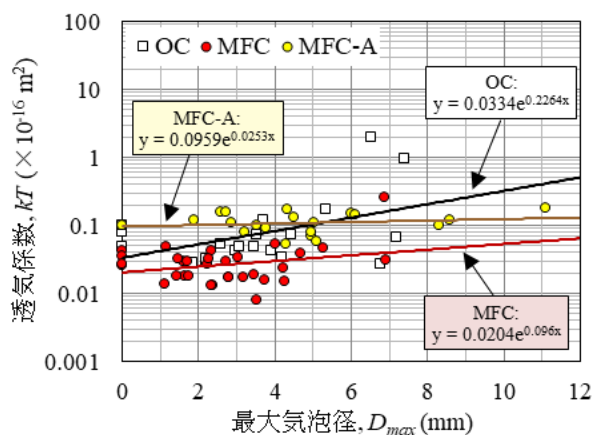 100
10
1
0.1
0.01
0.001
透気係数, kT (×10⁻¹⁶ m²)
OC MFC MFC-A
OC:
y = 0.0334e^0.2264x
MFC-A:
y = 0.0959e^0.0253x
MFC:
y = 0.0204e^0.096x
0 2 4 6 8 10 12
最大気泡径, Dmax (mm)